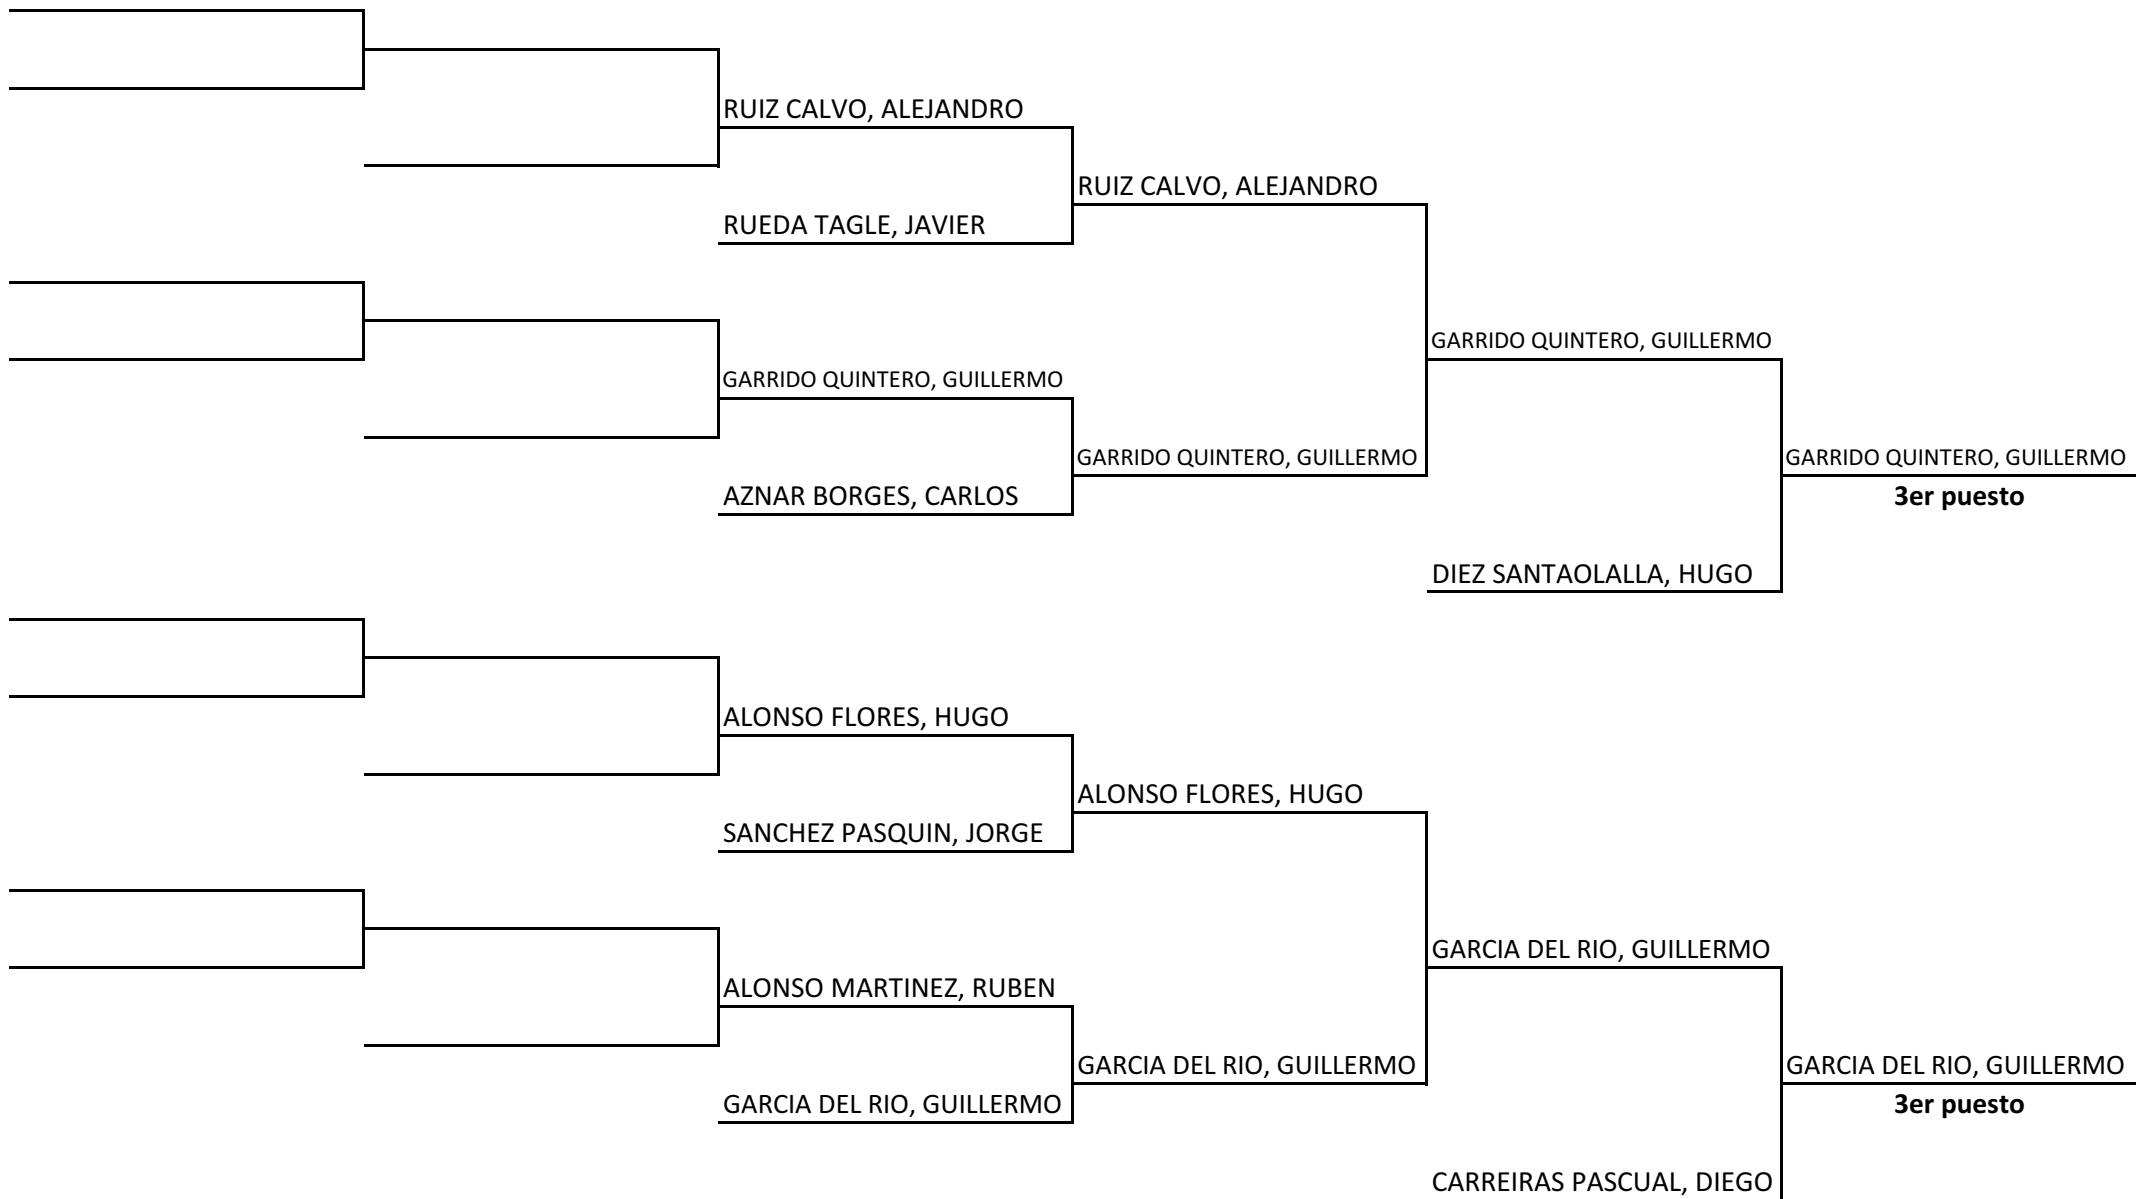 RUIZ CALVO, ALEJANDRO
RUIZ CALVO, ALEJANDRO
RUEDA TAGLE, JAVIER
GARRIDO QUINTERO, GUILLERMO
GARRIDO QUINTERO, GUILLERMO
GARRIDO QUINTERO, GUILLERMO
GARRIDO QUINTERO, GUILLERMO
AZNAR BORGES, CARLOS
3er puesto
DIEZ SANTAOLALLA, HUGO
ALONSO FLORES, HUGO
ALONSO FLORES, HUGO
SANCHEZ PASQUIN, JORGE
GARCIA DEL RIO, GUILLERMO
ALONSO MARTINEZ, RUBEN
GARCIA DEL RIO, GUILLERMO
GARCIA DEL RIO, GUILLERMO
GARCIA DEL RIO, GUILLERMO
3er puesto
CARREIRAS PASCUAL, DIEGO